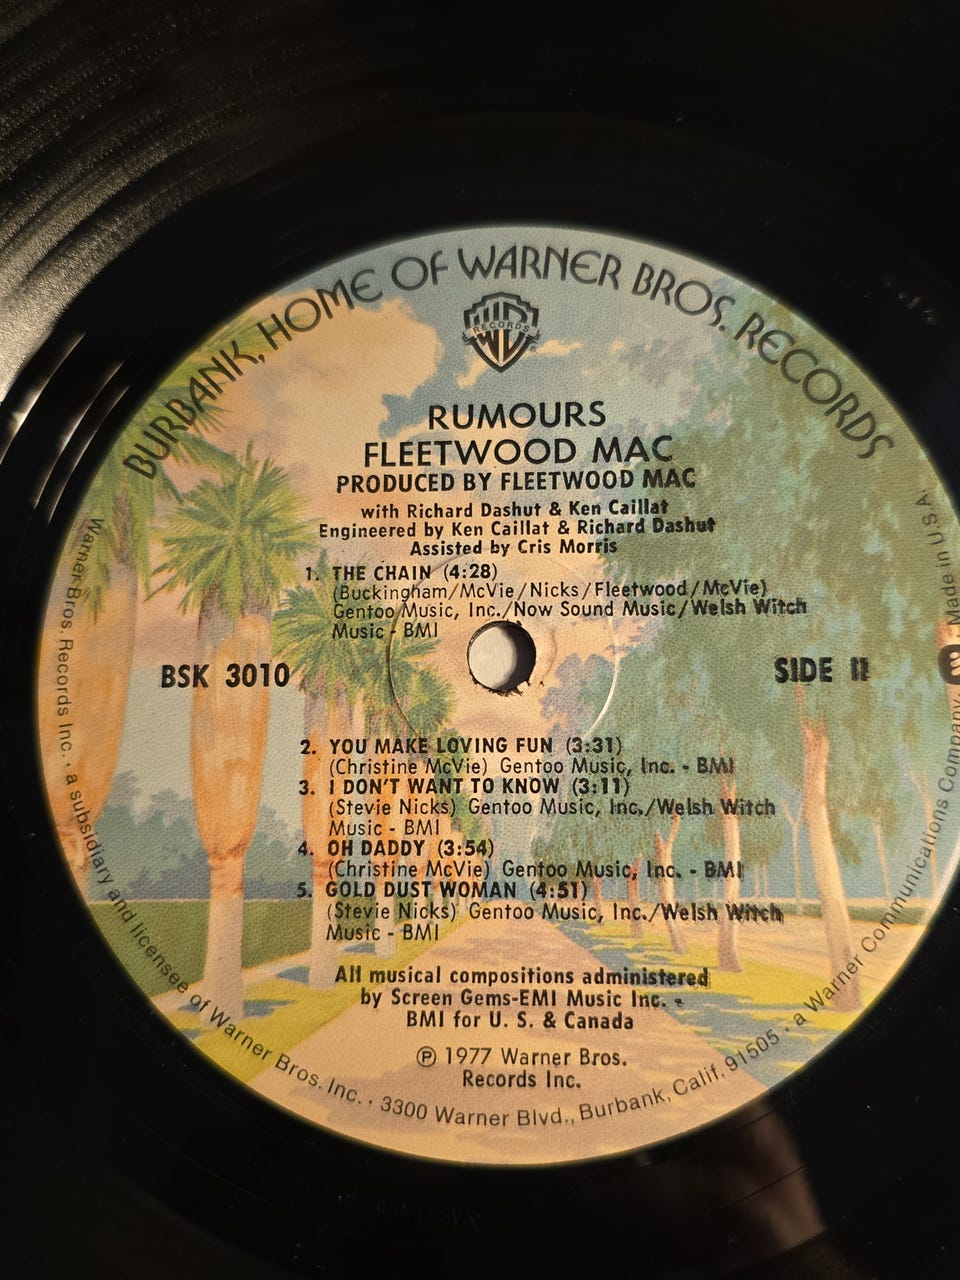 BURBANK, HOME OF WARNER BROS. RECORDS
RECORDS
RUMOURS
FLEETWOOD MAC
PRODUCED BY FLEETWOOD MAC
with Richard Dashut & Ken Caillat
Engineered by Ken Caillat & Richard Dashut
Assisted by Cris Morris
1. THE CHAIN (4:28)
(Buckingham/McVie/Nicks/Fleetwood/McVie)
Gentoo Music, Inc./Now Sound Music/Welsh Witch
Music - BMI
BSK 3010
SIDE II
2. YOU MAKE LOVING FUN (3:31)
(Christine McVie) Gentoo Music, Inc. - BMI
3. I DON'T WANT TO KNOW (3:11)
(Stevie Nicks) Gentoo Music, Inc./Welsh Witch
Music - BMI
4. OH DADDY (3:54)
(Christine McVie) Gentoo Music, Inc. - BMI
5. GOLD DUST WOMAN (4:51)
(Stevie Nicks) Gentoo Music, Inc./Welsh Witch
Music - BMI
All musical compositions administered
by Screen Gems-EMI Music Inc. -
BMI for U. S. & Canada
℗ 1977 Warner Bros.
Records Inc.
Warner Bros. Records Inc. · a subsidiary and licensee of Warner Bros. Inc. · 3300 Warner Blvd., Burbank, Calif. 91505 · a Warner Communications Company. Made in U.S.A.